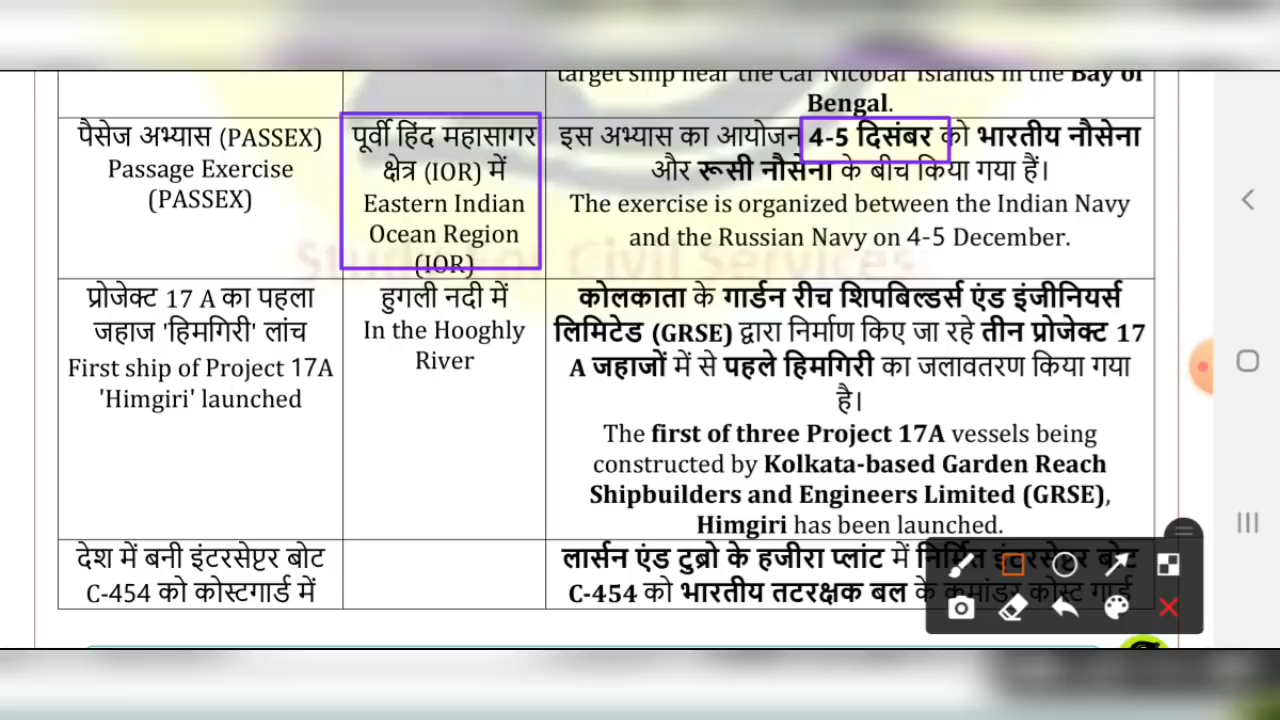 target ship near the Car Nicobar Islands in the Bay of
Bengal.
पैसेज अभ्यास (PASSEX)
Passage Exercise
(PASSEX)
पूर्वी हिंद महासागर
क्षेत्र (IOR) में
Eastern Indian
Ocean Region
(IOR)
इस अभ्यास का आयोजन 4-5 दिसंबर को भारतीय नौसेना
और रूसी नौसेना के बीच किया गया हैं।
The exercise is organized between the Indian Navy
and the Russian Navy on 4-5 December.
प्रोजेक्ट 17 A का पहला
जहाज 'हिमगिरी' लांच
First ship of Project 17A
'Himgiri' launched
हुगली नदी में
In the Hooghly
River
कोलकाता के गार्डन रीच शिपबिल्डर्स एंड इंजीनियर्स
लिमिटेड (GRSE) द्वारा निर्माण किए जा रहे तीन प्रोजेक्ट 17
A जहाजों में से पहले हिमगिरी का जलावतरण किया गया
है।
The first of three Project 17A vessels being
constructed by Kolkata-based Garden Reach
Shipbuilders and Engineers Limited (GRSE),
Himgiri has been launched.
देश में बनी इंटरसेप्टर बोट
C-454 को कोस्टगार्ड में
लार्सन एंड टुब्रो के हजीरा प्लांट में निर्मित इंटरसेप्टर बोट
C-454 को भारतीय तटरक्षक बल के कमांडर कोस्ट गार्ड